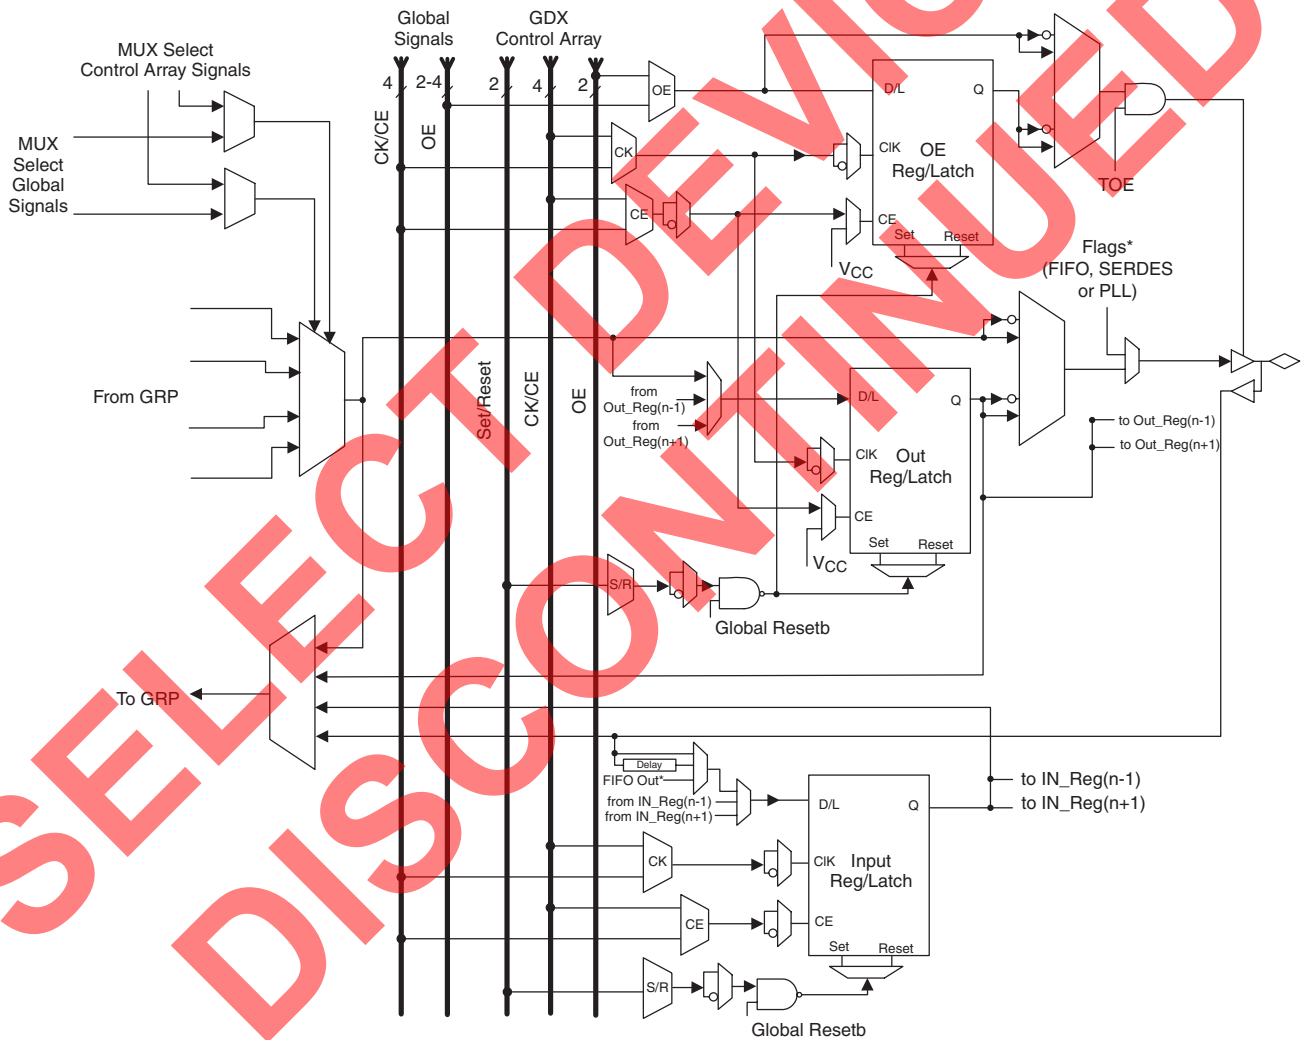 Global
Signals
GDX
Control Array
MUX Select
Control Array Signals
4
2-4
2
4
2
OE
D/L
Q
CK/CE
OE
MUX
Select
Global
Signals
CK
ClK
OE
Reg/Latch
TOE
CE
CE
Set
Reset
VCC
Flags*
(FIFO, SERDES
or PLL)
From GRP
Set/Reset
CK/CE
OE
from
Out_Reg(n-1)
from
Out_Reg(n+1)
D/L
Q
to Out_Reg(n-1)
to Out_Reg(n+1)
ClK
Out
Reg/Latch
CE
Set
Reset
VCC
S/R
Global Resetb
To GRP
Delay
FIFO Out*
from IN_Reg(n-1)
from IN_Reg(n+1)
D/L
Q
to IN_Reg(n-1)
to IN_Reg(n+1)
CK
ClK
Input
Reg/Latch
CE
CE
Set
Reset
S/R
Global Resetb
SELECT DEVICE
DISCONTINUED